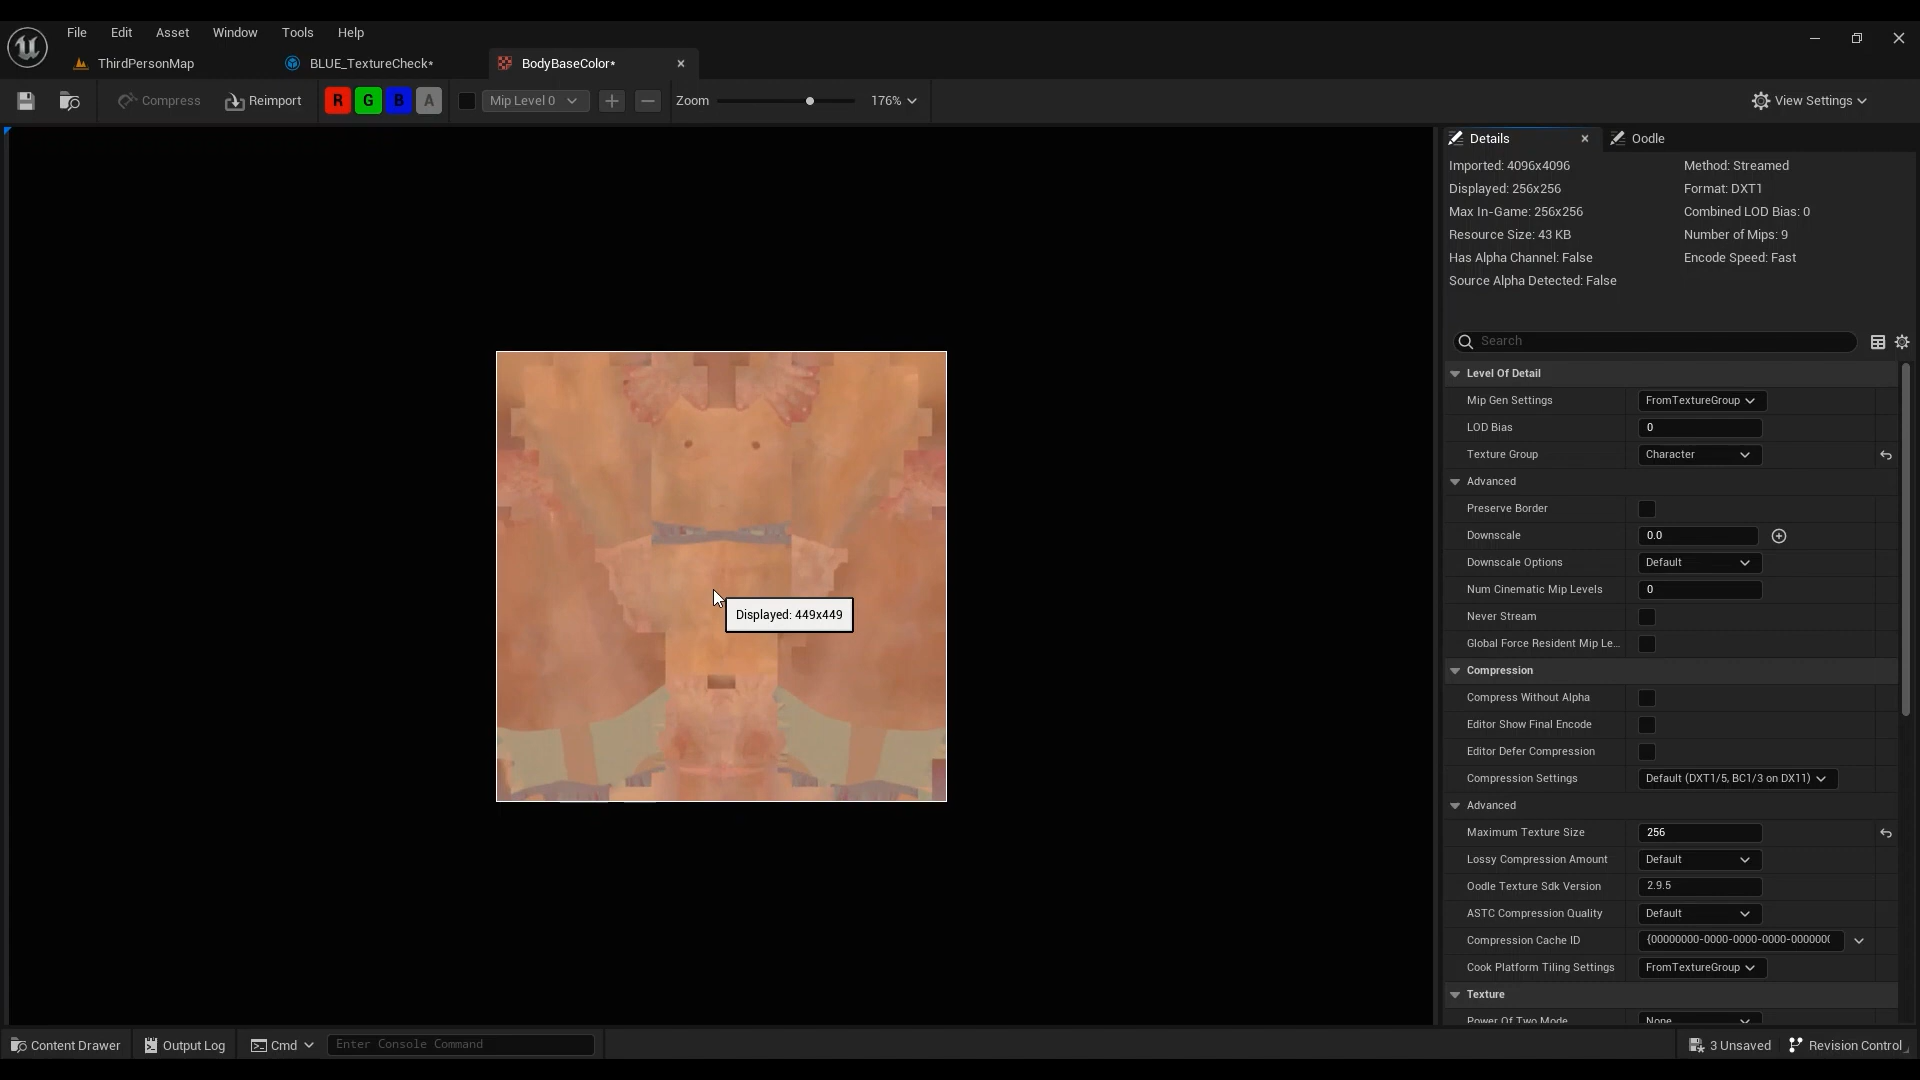 File Edit Asset Window Tools Help
ThirdPersonMap BLUE_TextureCheck* BodyBaseColor*
Compress Reimport R G B A Mip Level 0 Zoom 176% View Settings
Details Oodle
Imported: 4096x4096 Method: Streamed
Displayed: 256x256 Format: DXT1
Max In-Game: 256x256 Combined LOD Bias: 0
Resource Size: 43 KB Number of Mips: 9
Has Alpha Channel: False Encode Speed: Fast
Source Alpha Detected: False
Search
Level Of Detail
Mip Gen Settings FromTextureGroup
LOD Bias 0
Texture Group Character
Advanced
Preserve Border
Downscale 0.0
Downscale Options Default
Num Cinematic Mip Levels 0
Never Stream
Global Force Resident Mip Le...
Compression
Compress Without Alpha
Editor Show Final Encode
Editor Defer Compression
Compression Settings Default (DXT1/5, BC1/3 on DX11)
Advanced
Maximum Texture Size 256
Lossy Compression Amount Default
Oodle Texture Sdk Version 2.9.5
ASTC Compression Quality Default
Compression Cache ID {00000000-0000-0000-0000-000000(
Cook Platform Tiling Settings FromTextureGroup
Texture
Power Of Two Mode None
Displayed: 449x449
Content Drawer Output Log Cmd Enter Console Command 3 Unsaved Revision Control